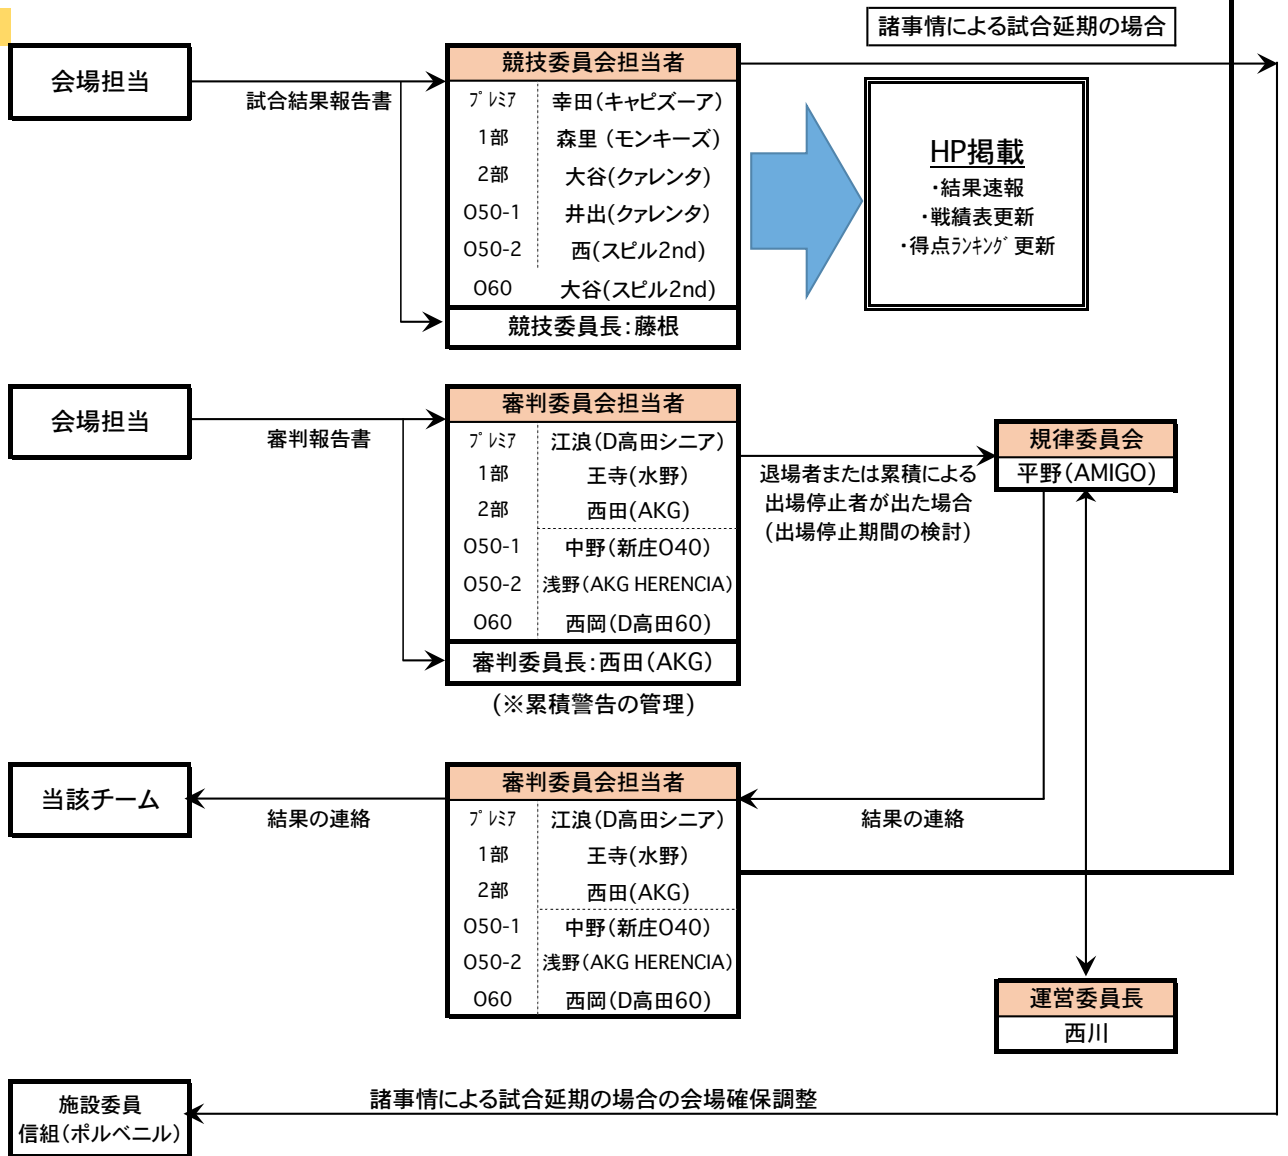 諸事情による試合延期の場合
会場担当
試合結果報告書
競技委員会担当者
ﾌﾟﾚﾐｱ 幸田(キャピズーア)
1部 森里 (モンキーズ)
2部 大谷(クァレンタ)
O50-1 井出(クァレンタ)
O50-2 西(スピル2nd)
O60 大谷(スピル2nd)
競技委員長：藤根
HP掲載
・結果速報
・戦績表更新
・得点ﾗﾝｷﾝｸﾞ更新
会場担当
審判報告書
審判委員会担当者
ﾌﾟﾚﾐｱ 江浪(D高田シニア)
1部 王寺(水野)
2部 西田(AKG)
O50-1 中野(新庄O40)
O50-2 浅野(AKG HERENCIA)
O60 西岡(D高田60)
審判委員長：西田(AKG)
(※累積警告の管理)
退場者または累積による
出場停止者が出た場合
(出場停止期間の検討)
規律委員会
平野(AMIGO)
当該チーム
結果の連絡
審判委員会担当者
ﾌﾟﾚﾐｱ 江浪(D高田シニア)
1部 王寺(水野)
2部 西田(AKG)
O50-1 中野(新庄O40)
O50-2 浅野(AKG HERENCIA)
O60 西岡(D高田60)
結果の連絡
運営委員長
西川
施設委員
信組(ポルベニル)
諸事情による試合延期の場合の会場確保調整